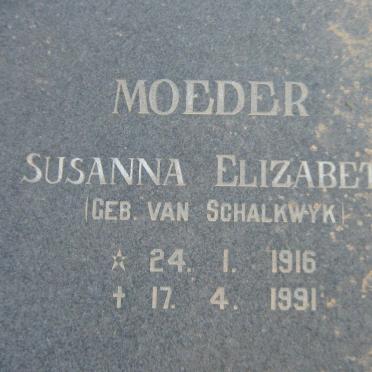 MOEDER
SUSANNA ELIZABET
(GEB. VAN SCHALKWYK)
☆ 24. 1. 1916
† 17. 4. 1991